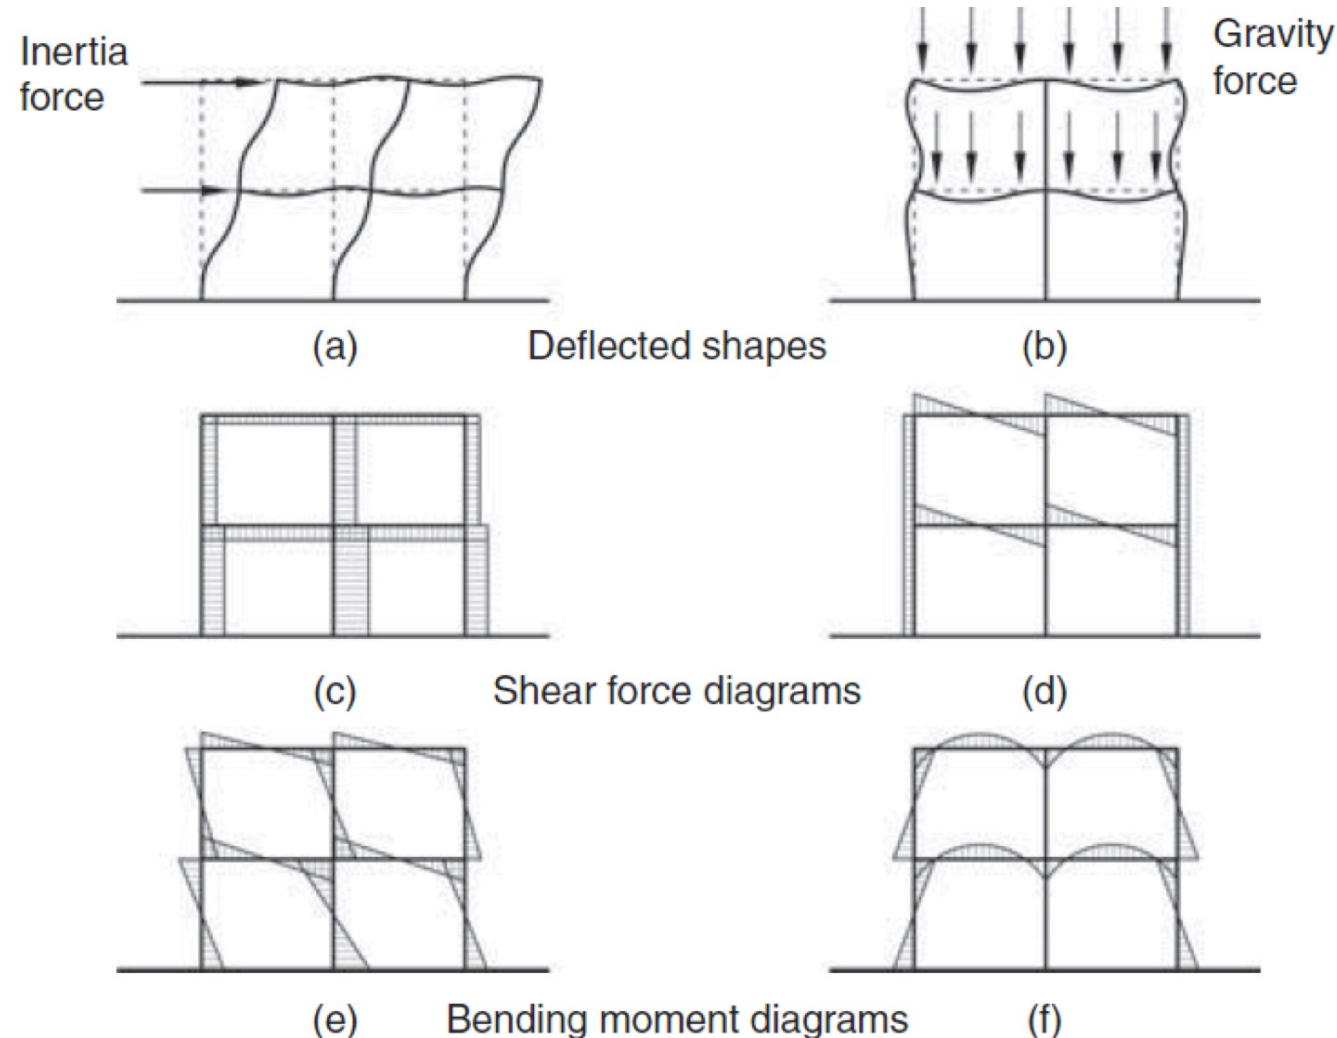 Inertia
force
Gravity
force
(a) Deflected shapes (b)
(c) Shear force diagrams (d)
(e) Bending moment diagrams (f)